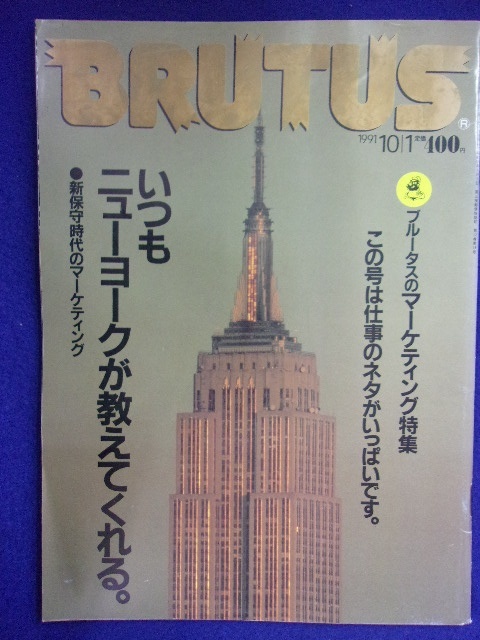 BRUTUS
®
1991 10|1 定価400円
ブルータスのマーケティング特集
この号は仕事のネタがいっぱいです。
いつも
ニューヨークが教えてくれる。
●新保守時代のマーケティング